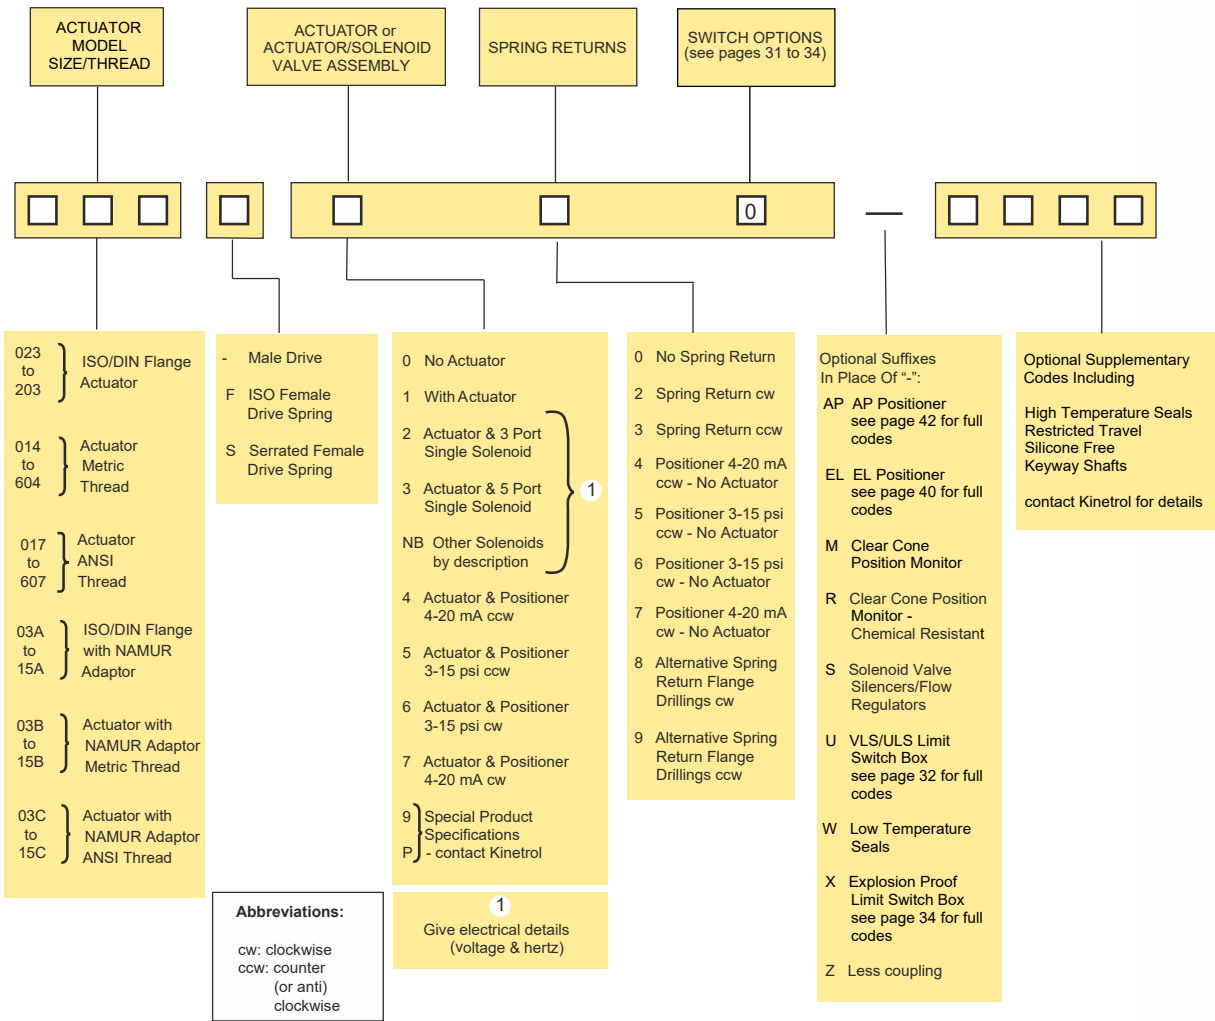 ACTUATOR
MODEL
SIZE/THREAD
ACTUATOR or
ACTUATOR/SOLENOID
VALVE ASSEMBLY
SPRING RETURNS
SWITCH OPTIONS
(see pages 31 to 34)
0
—
023
to
203
ISO/DIN Flange
Actuator
014
to
604
Actuator
Metric
Thread
017
to
607
Actuator
ANSI
Thread
03A
to
15A
ISO/DIN Flange
with NAMUR
Adaptor
03B
to
15B
Actuator with
NAMUR Adaptor
Metric Thread
03C
to
15C
Actuator with
NAMUR Adaptor
ANSI Thread
- Male Drive
F ISO Female
Drive Spring
S Serrated Female
Drive Spring
0 No Actuator
1 With Actuator
2 Actuator & 3 Port
Single Solenoid
3 Actuator & 5 Port
Single Solenoid
NB Other Solenoids
by description
1
4 Actuator & Positioner
4-20 mA ccw
5 Actuator & Positioner
3-15 psi ccw
6 Actuator & Positioner
3-15 psi cw
7 Actuator & Positioner
4-20 mA cw
9 Special Product
Specifications
P - contact Kinetrol
1
Give electrical details
(voltage & hertz)
0 No Spring Return
2 Spring Return cw
3 Spring Return ccw
4 Positioner 4-20 mA
ccw - No Actuator
5 Positioner 3-15 psi
ccw - No Actuator
6 Positioner 3-15 psi
cw - No Actuator
7 Positioner 4-20 mA
cw - No Actuator
8 Alternative Spring
Return Flange
Drillings cw
9 Alternative Spring
Return Flange
Drillings ccw
Optional Suffixes
In Place Of “-”:
AP AP Positioner
see page 42 for full
codes
EL EL Positioner
see page 40 for full
codes
M Clear Cone
Position Monitor
R Clear Cone Position
Monitor -
Chemical Resistant
S Solenoid Valve
Silencers/Flow
Regulators
U VLS/ULS Limit
Switch Box
see page 32 for full
codes
W Low Temperature
Seals
X Explosion Proof
Limit Switch Box
see page 34 for full
codes
Z Less coupling
Optional Supplementary
Codes Including
High Temperature Seals
Restricted Travel
Silicone Free
Keyway Shafts
contact Kinetrol for details
Abbreviations:
cw: clockwise
ccw: counter
(or anti)
clockwise